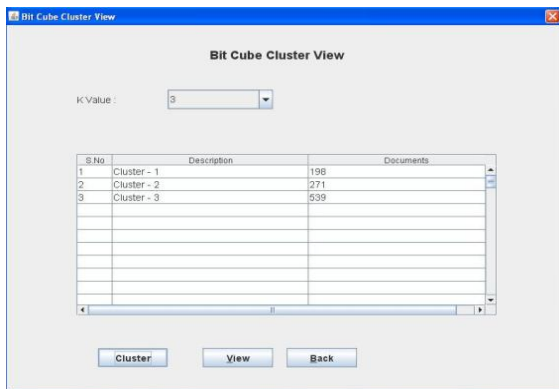 Bit Cube Cluster View
Bit Cube Cluster View
K Value : 3
S.No Description Documents
1 Cluster - 1 198
2 Cluster - 2 271
3 Cluster - 3 539
Cluster View Back